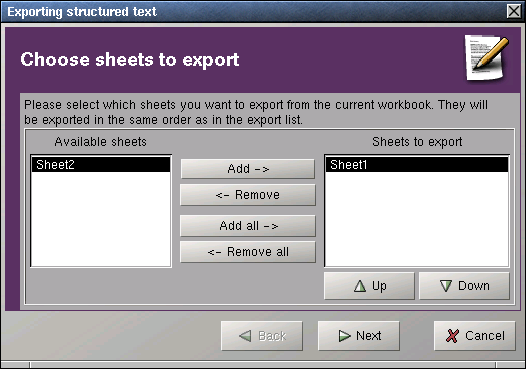 Exporting structured text
Choose sheets to export
Please select which sheets you want to export from the current workbook. They will
be exported in the same order as in the export list.
Available sheets
Sheet2
Add ->
<- Remove
Add all ->
<- Remove all
Sheets to export
Sheet1
Up
Down
Back
Next
Cancel